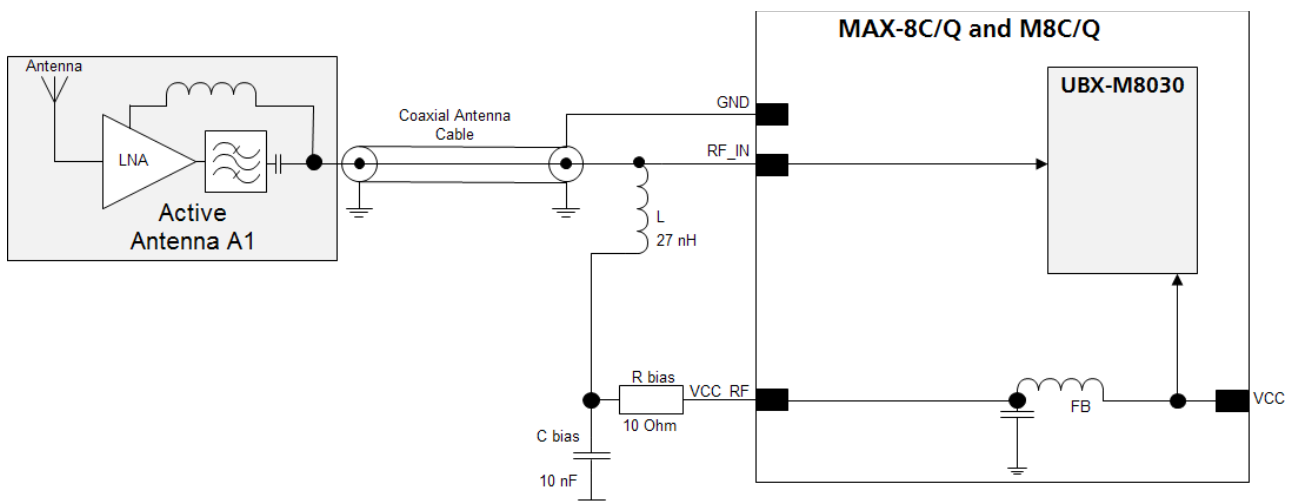 MAX-8C/Q and M8C/Q
Antenna
UBX-M8030
GND
Coaxial Antenna
Cable
LNA
RF_IN
Active
Antenna A1
L
27 nH
R bias
VCC_RF
10 Ohm
FB
VCC
C bias
10 nF